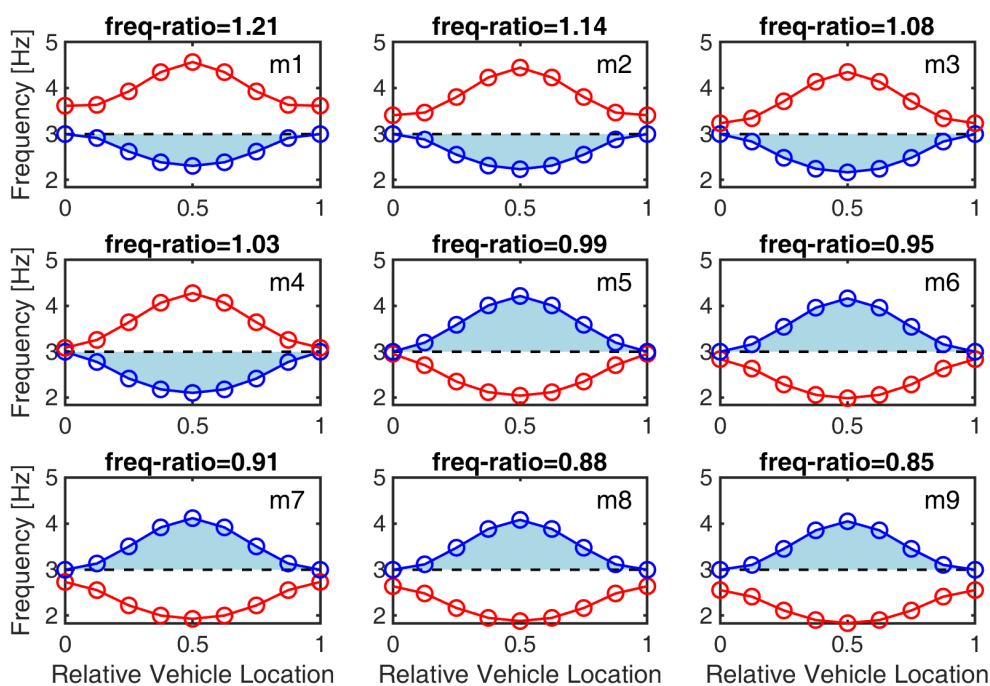 freq-ratio=1.21 freq-ratio=1.14 freq-ratio=1.08
Frequency [Hz]
5 5 5
m1 m2 m3
4 4 4
3 3 3
2 2 2
0 0.5 1 0 0.5 1 0 0.5 1
freq-ratio=1.03 freq-ratio=0.99 freq-ratio=0.95
Frequency [Hz]
5 5 5
m4 m5 m6
4 4 4
3 3 3
2 2 2
0 0.5 1 0 0.5 1 0 0.5 1
freq-ratio=0.91 freq-ratio=0.88 freq-ratio=0.85
Frequency [Hz]
5 5 5
m7 m8 m9
4 4 4
3 3 3
2 2 2
0 0.5 1 0 0.5 1 0 0.5 1
Relative Vehicle Location Relative Vehicle Location Relative Vehicle Location